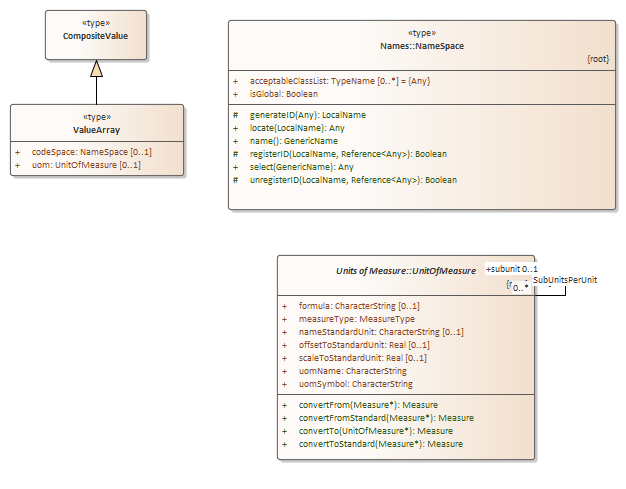 «type»
CompositeValue
«type»
ValueArray
+ codeSpace: NameSpace [0..1]
+ uom: UnitOfMeasure [0..1]
«type»
Names::NameSpace
{root}
+ acceptableClassList: TypeName [0..*] = {Any}
+ isGlobal: Boolean
# generateID(Any): LocalName
+ locate(LocalName): Any
+ name(): GenericName
# registerID(LocalName, Reference<Any>): Boolean
+ select(GenericName): Any
# unregisterID(LocalName, Reference<Any>): Boolean
Units of Measure::UnitOfMeasure
+subunit 0..1
SubUnitsPerUnit
0..*
+ formula: CharacterString [0..1]
+ measureType: MeasureType
+ nameStandardUnit: CharacterString [0..1]
+ offsetToStandardUnit: Real [0..1]
+ scaleToStandardUnit: Real [0..1]
+ uomName: CharacterString
+ uomSymbol: CharacterString
+ convertFrom(Measure*): Measure
+ convertFromStandard(Measure*): Measure
+ convertTo(UnitOfMeasure*): Measure
+ convertToStandard(Measure*): Measure